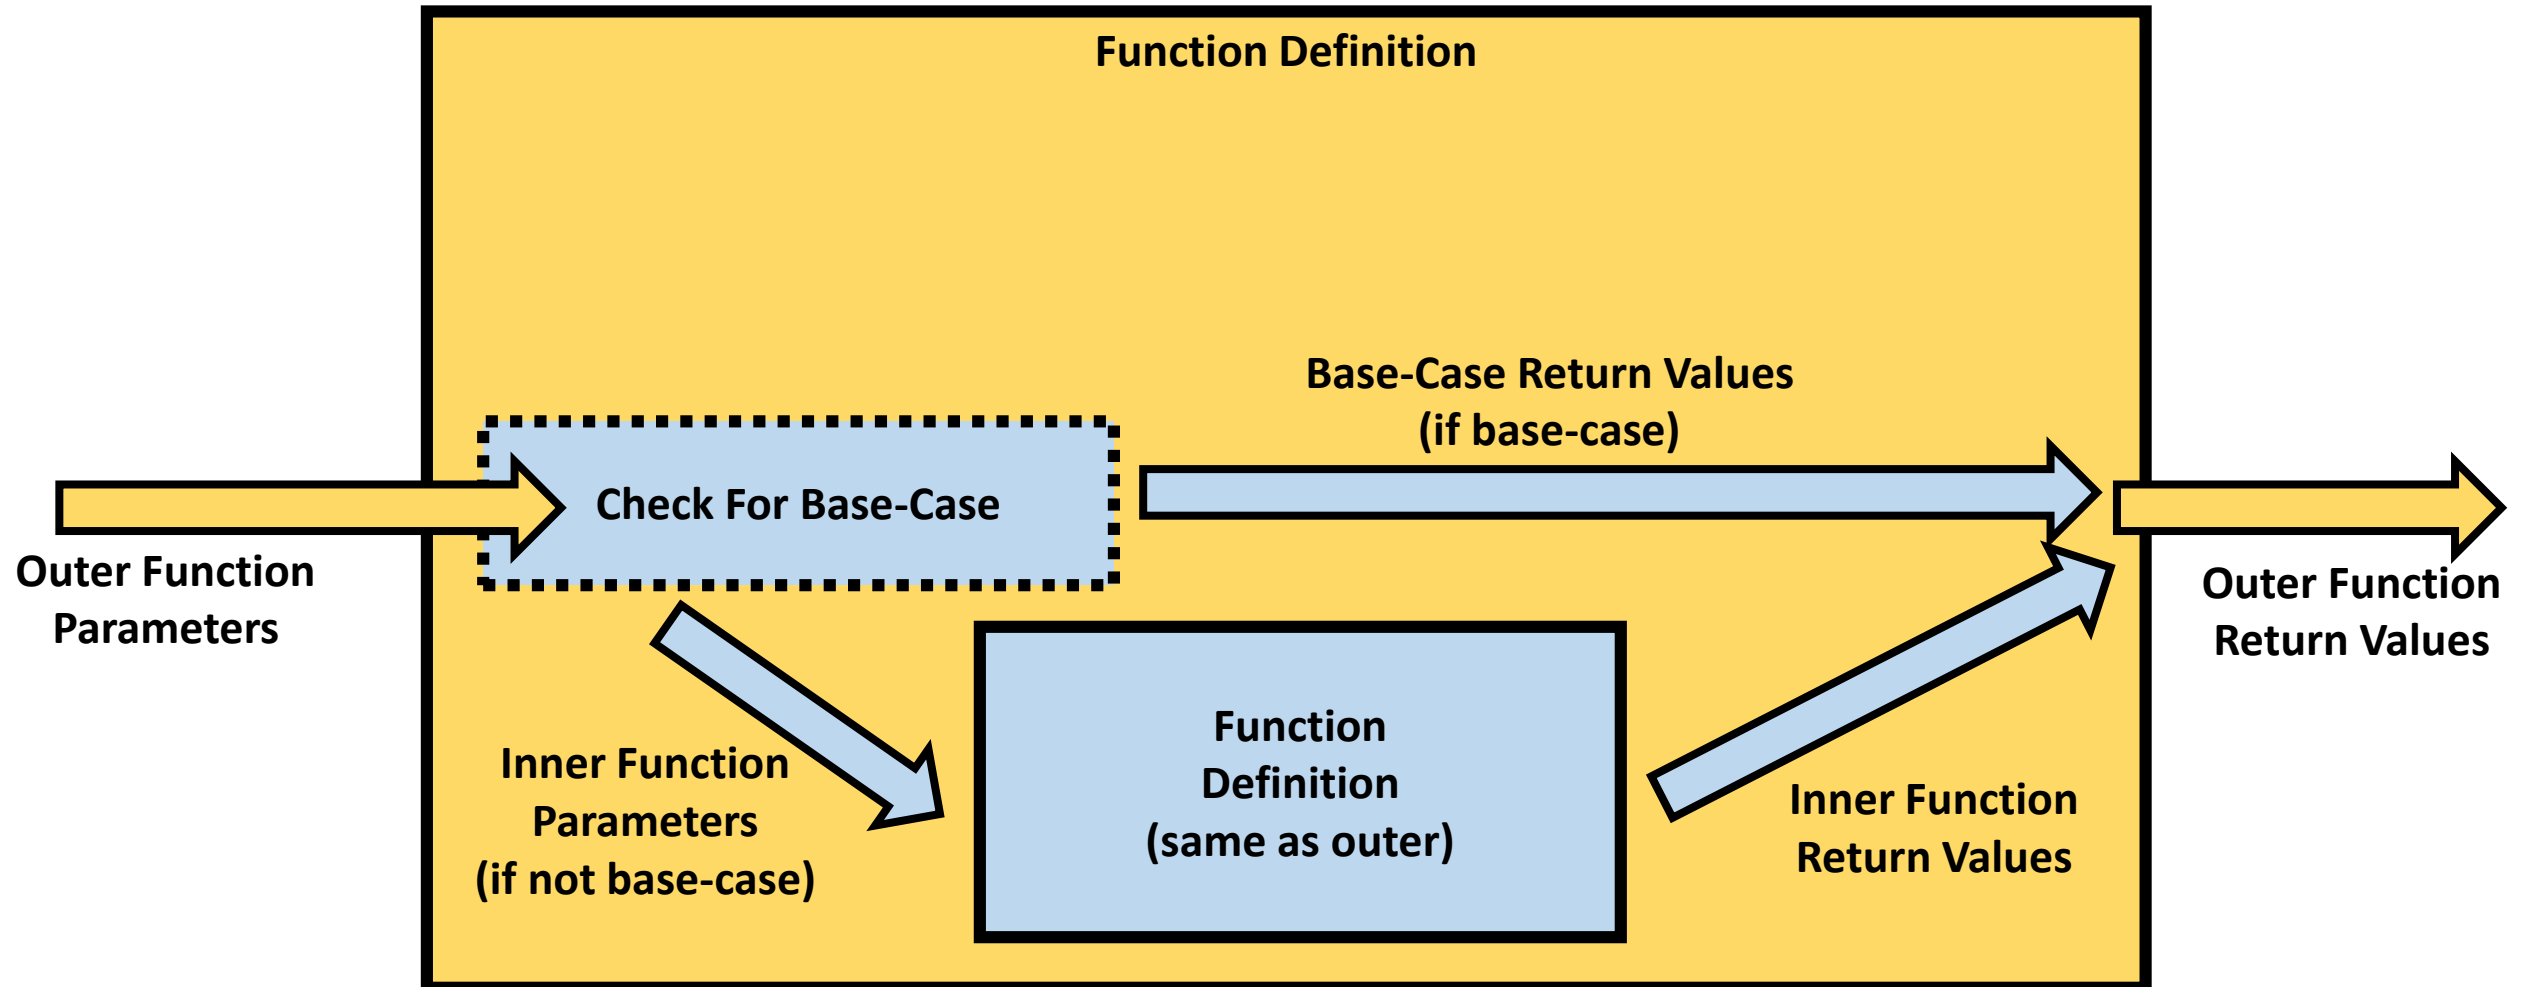 Function Definition
Base-Case Return Values
(if base-case)
Check For Base-Case
Outer Function
Parameters
Outer Function
Return Values
Inner Function
Parameters
(if not base-case)
Function
Definition
(same as outer)
Inner Function
Return Values